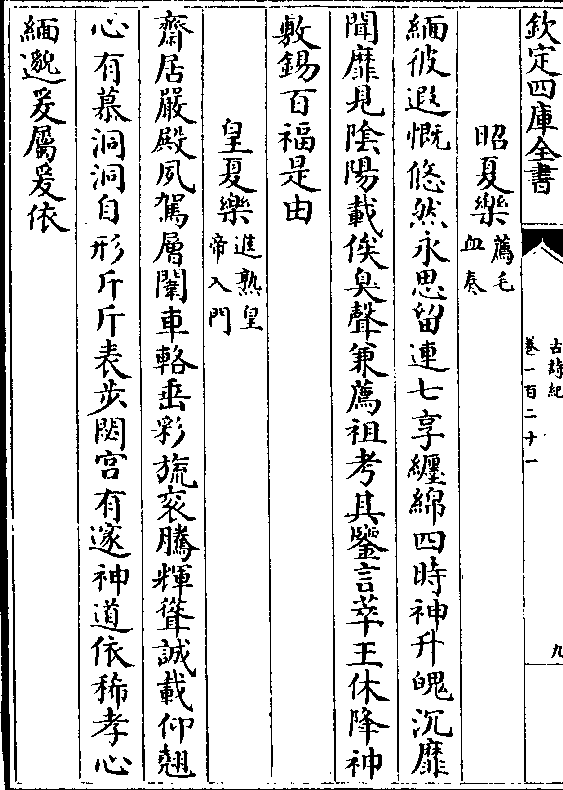 欽定四庫全書
古詩紀
卷一百二十一
九
昭夏樂薦毛血奏
緬彼遐慨悠然永思留連七享纏綿四時神升魄沉靡
聞靡見陰陽載俟臭聲兼薦祖考具鑒言萃王休降神
敷錫百福是由
皇夏樂進熟皇帝入門
齋居嚴殿夙駕層闈車輅垂彩旒衮騰輝聳誠載仰翹
心有慕洞洞自形斤斤表步閟宮有邃神道依稀孝心
緬邈爰屬爰依